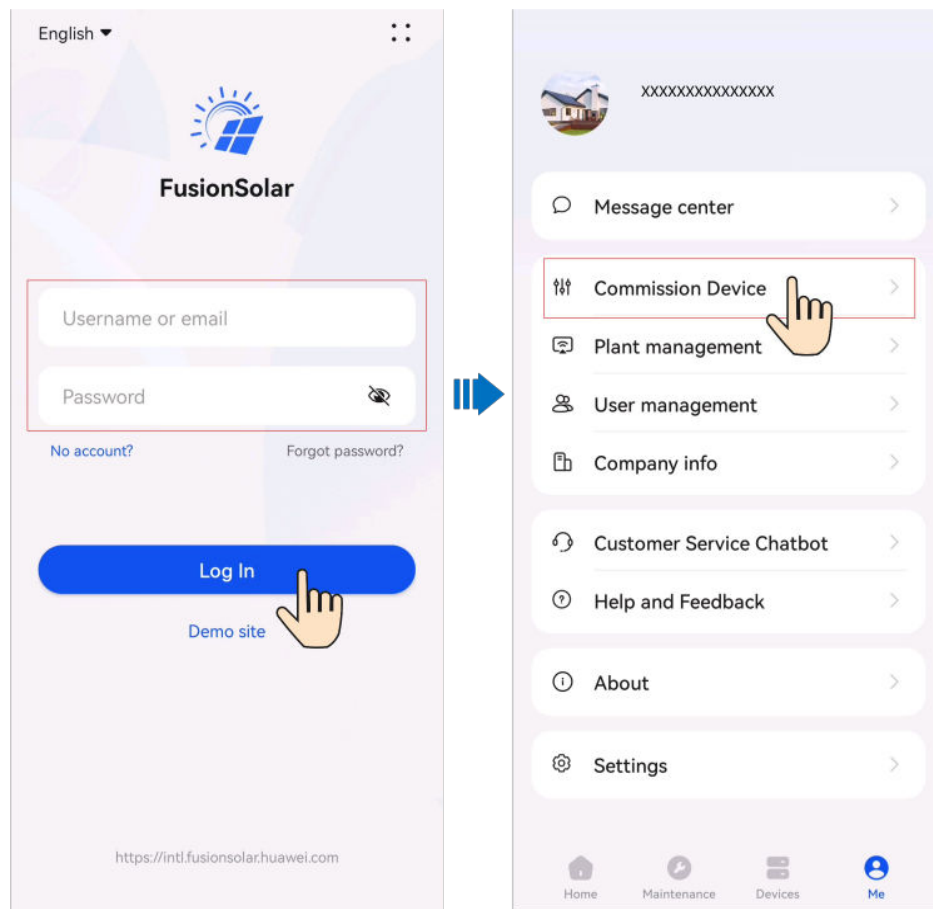 English
FusionSolar
Username or email
Password
No account? Forgot password?
Log In
Demo site
https://intl.fusionsolar.huawei.com
xxxxxxxxxxxxxxx
Message center
Commission Device
Plant management
User management
Company info
Customer Service Chatbot
Help and Feedback
About
Settings
Home Maintenance Devices Me